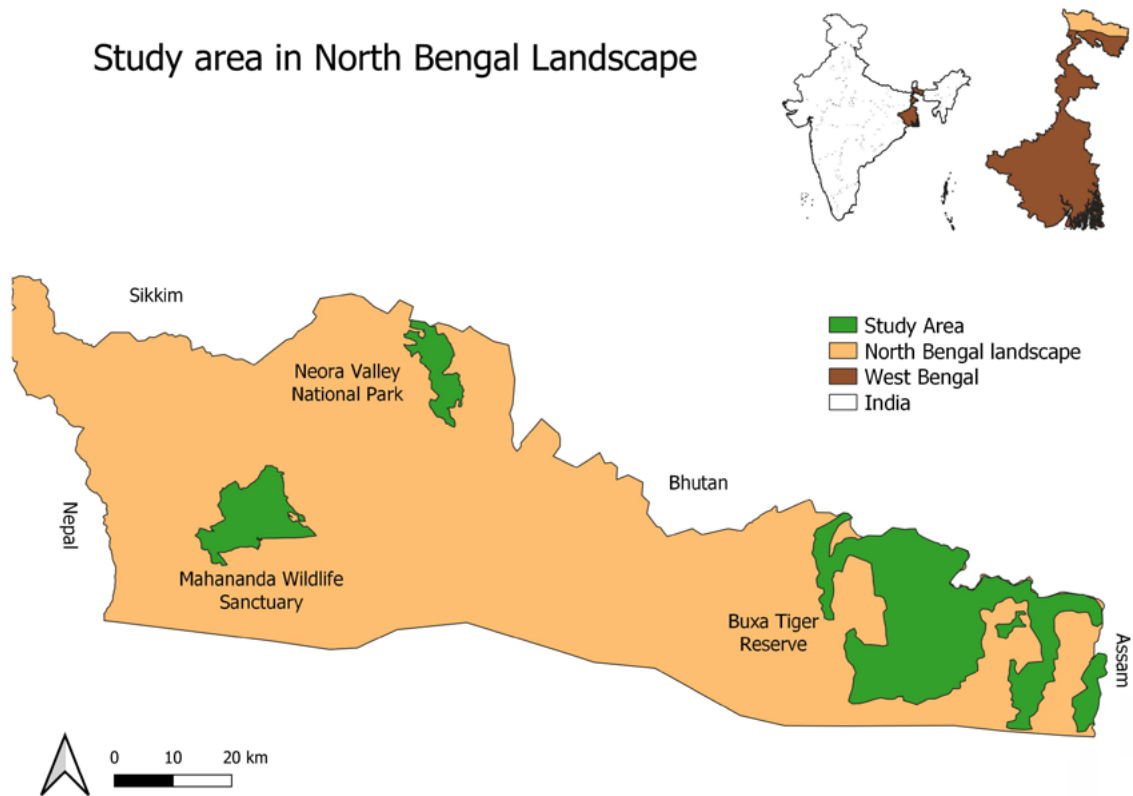 Study area in North Bengal Landscape
Sikkim
Study Area
North Bengal landscape
West Bengal
India
Neora Valley
National Park
Bhutan
Nepal
Mahananda Wildlife
Sanctuary
Buxa Tiger
Reserve
Assam
0 10 20 km